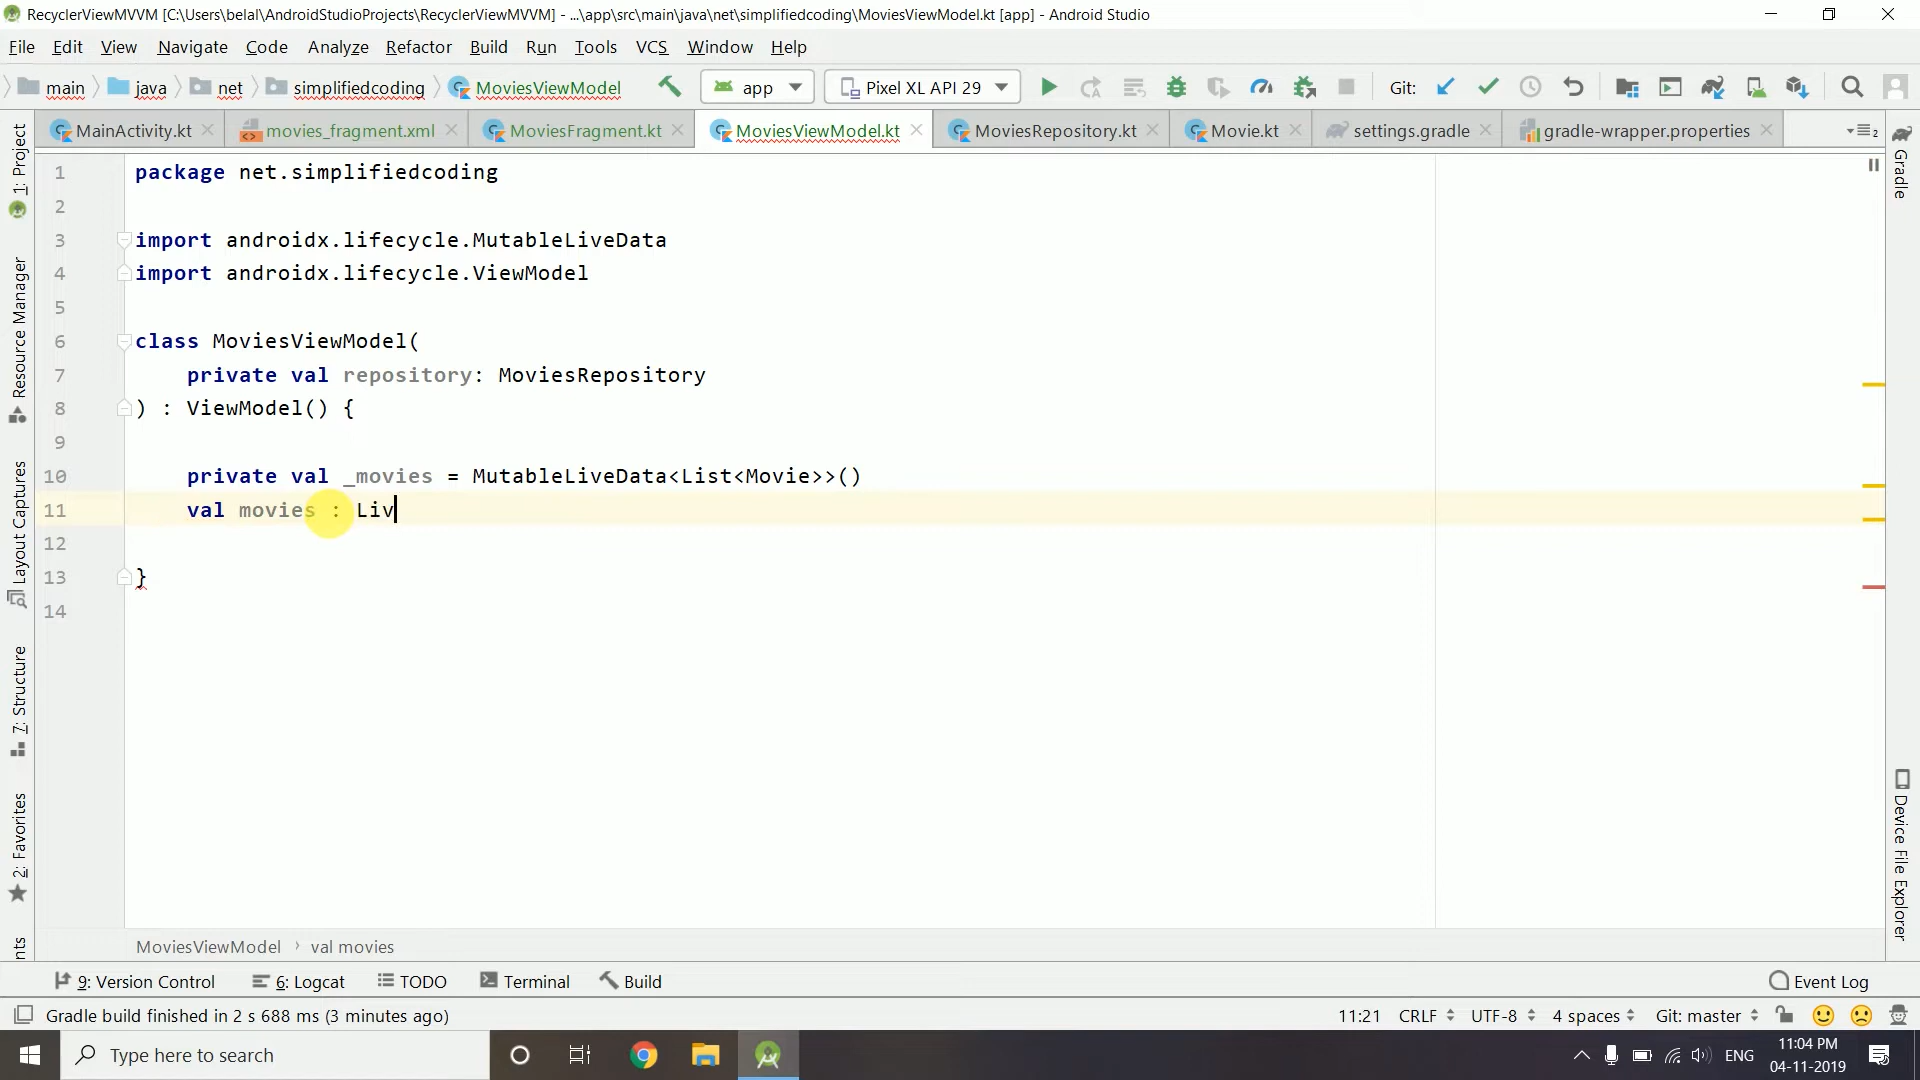 RecyclerViewMVVM [C:\Users\belal\AndroidStudioProjects\RecyclerViewMVVM] - ...\app\src\main\java\net\simplifiedcoding\MoviesViewModel.kt [app] - Android Studio
File Edit View Navigate Code Analyze Refactor Build Run Tools VCS Window Help
main java net simplifiedcoding MoviesViewModel app Pixel XL API 29 Git:
MainActivity.kt movies_fragment.xml MoviesFragment.kt MoviesViewModel.kt MoviesRepository.kt Movie.kt settings.gradle gradle-wrapper.properties 2
1 package net.simplifiedcoding
2
3 import androidx.lifecycle.MutableLiveData
4 import androidx.lifecycle.ViewModel
5
6 class MoviesViewModel(
7 private val repository: MoviesRepository
8 ) : ViewModel() {
9
10 private val _movies = MutableLiveData<List<Movie>>()
11 val movies : Liv
12
13 }
14
1: Project
Resource Manager
Layout Captures
7: Structure
2: Favorites
nts
Gradle
Device File Explorer
MoviesViewModel › val movies
9: Version Control 6: Logcat TODO Terminal Build Event Log
Gradle build finished in 2 s 688 ms (3 minutes ago) 11:21 CRLF UTF-8 4 spaces Git: master
Type here to search ENG 11:04 PM
04-11-2019